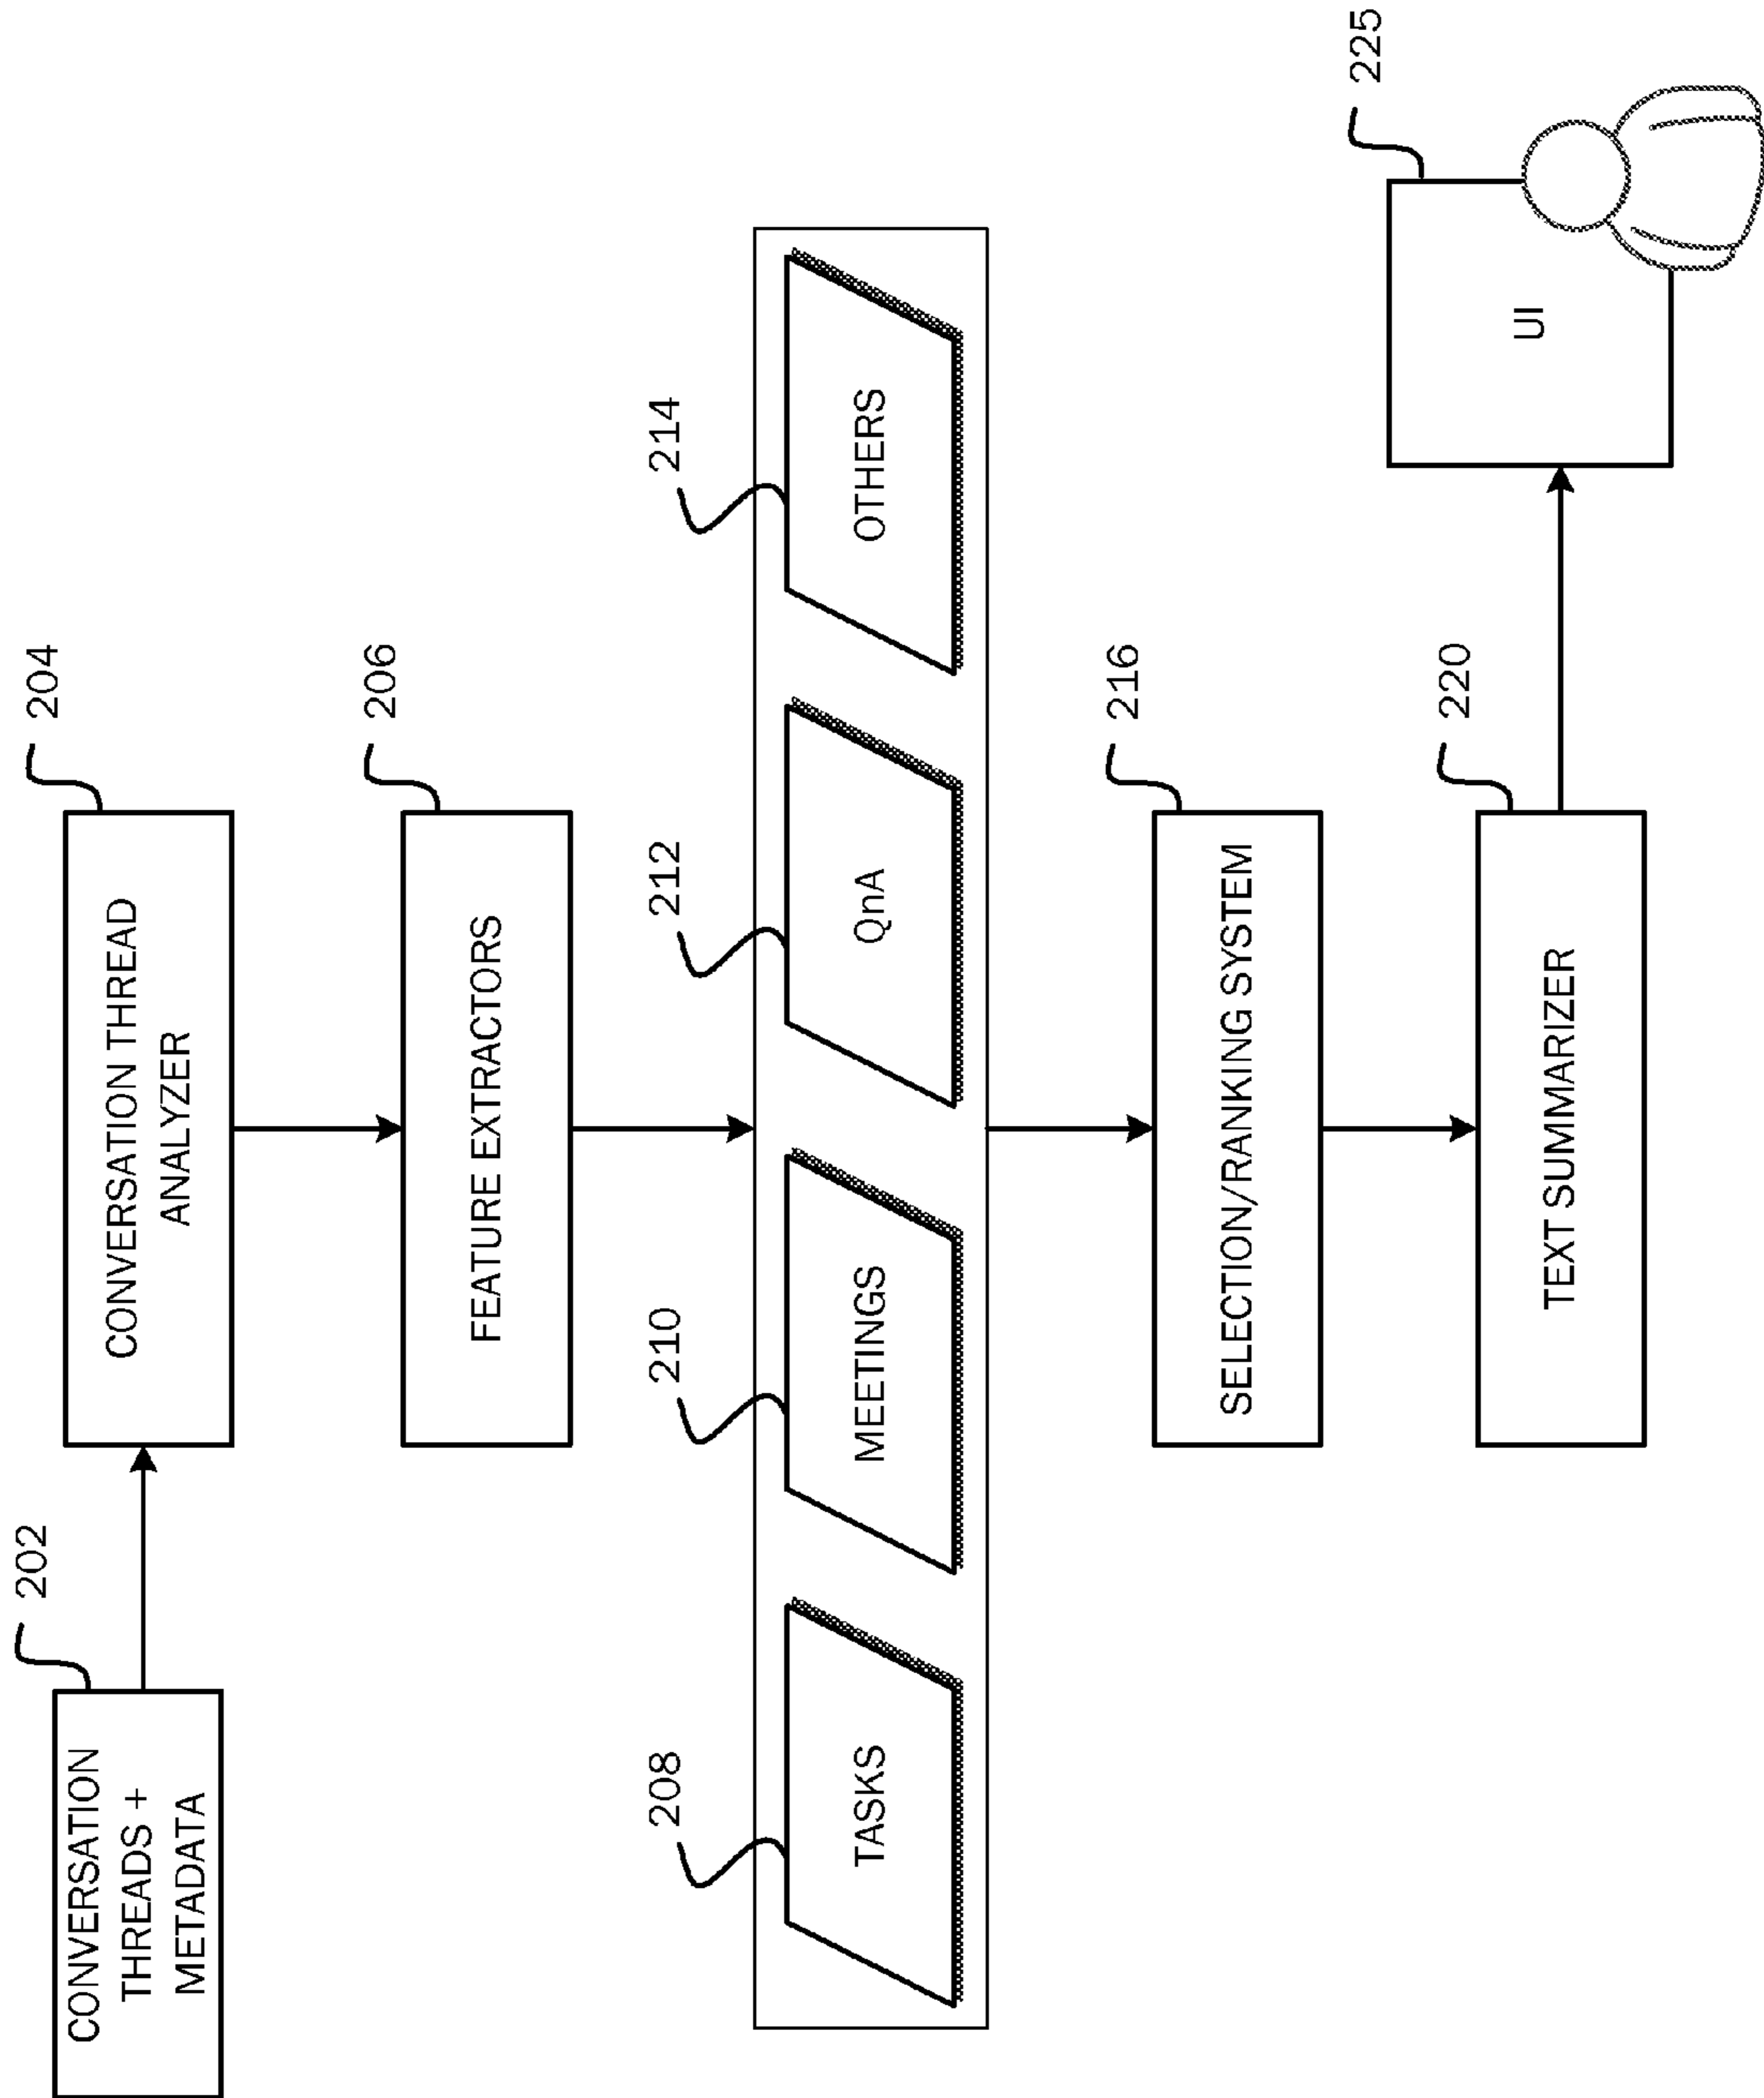 202
CONVERSATION
THREADS +
METADATA
204
CONVERSATION THREAD
ANALYZER
206
FEATURE EXTRACTORS
208
TASKS
210
MEETINGS
212
QnA
214
OTHERS
216
SELECTION/RANKING SYSTEM
220
TEXT SUMMARIZER
225
UI